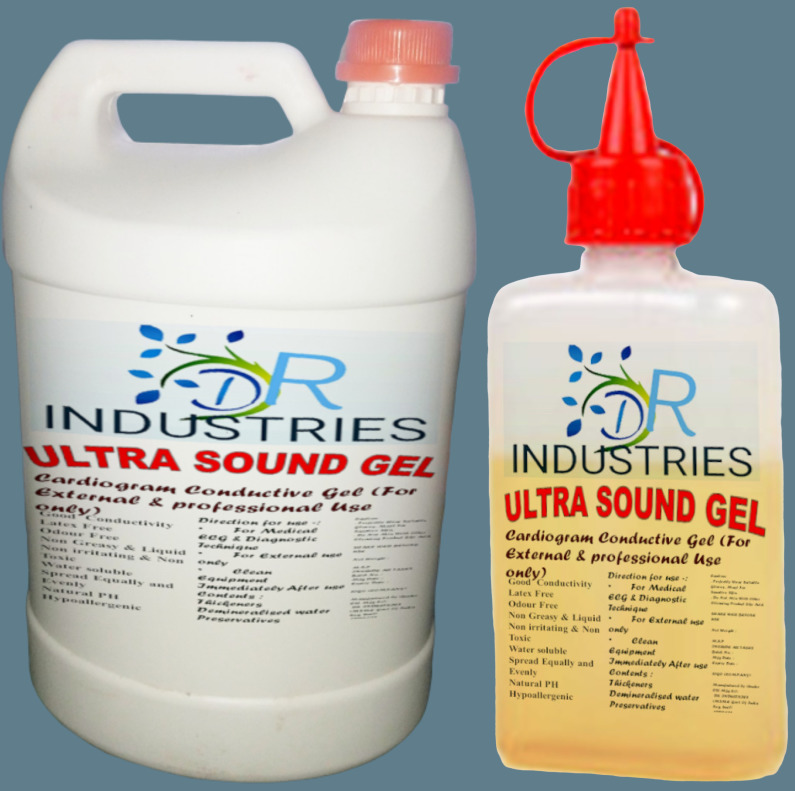 DR
INDUSTRIES
ULTRA SOUND GEL
Cardiogram Conductive Gel (For
External & professional Use
only)
Good Conductivity
Latex Free
Odour Free
Non Greasy & Liquid
Non irritating & Non
Toxic
Water soluble
Spread Equally and
Evenly
Natural PH
Hypoallergenic
Direction for use -:
• For Medical
ECG & Diagnostic
Technique
• For External use
only
• Clean
Equipment
Immediately After use
Contents :
Thickeners
Demineralised water
Preservatives
DR
INDUSTRIES
ULTRA SOUND GEL
Cardiogram Conductive Gel (For
External & professional Use
only)
Good Conductivity
Latex Free
Odour Free
Non Greasy & Liquid
Non irritating & Non
Toxic
Water soluble
Spread Equally and
Evenly
Natural PH
Hypoallergenic
Direction for use -:
• For Medical
ECG & Diagnostic
Technique
• For External use
only
• Clean
Equipment
Immediately After use
Contents :
Thickeners
Demineralised water
Preservatives